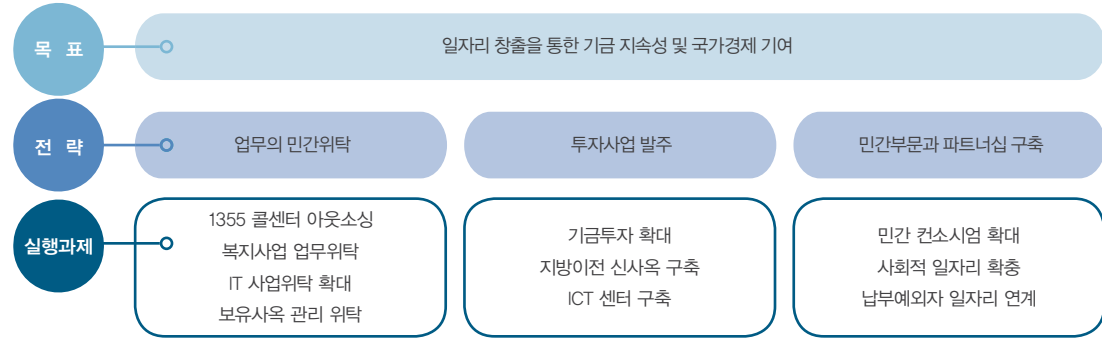 목 표
일자리 창출을 통한 기금 지속성 및 국가경제 기여
전 략
업무의 민간위탁
투자사업 발주
민간부문과 파트너십 구축
실행과제
1355 콜센터 아웃소싱
복지사업 업무위탁
IT 사업위탁 확대
보유사옥 관리 위탁
기금투자 확대
지방이전 신사옥 구축
ICT 센터 구축
민간 컨소시엄 확대
사회적 일자리 확충
납부예외자 일자리 연계